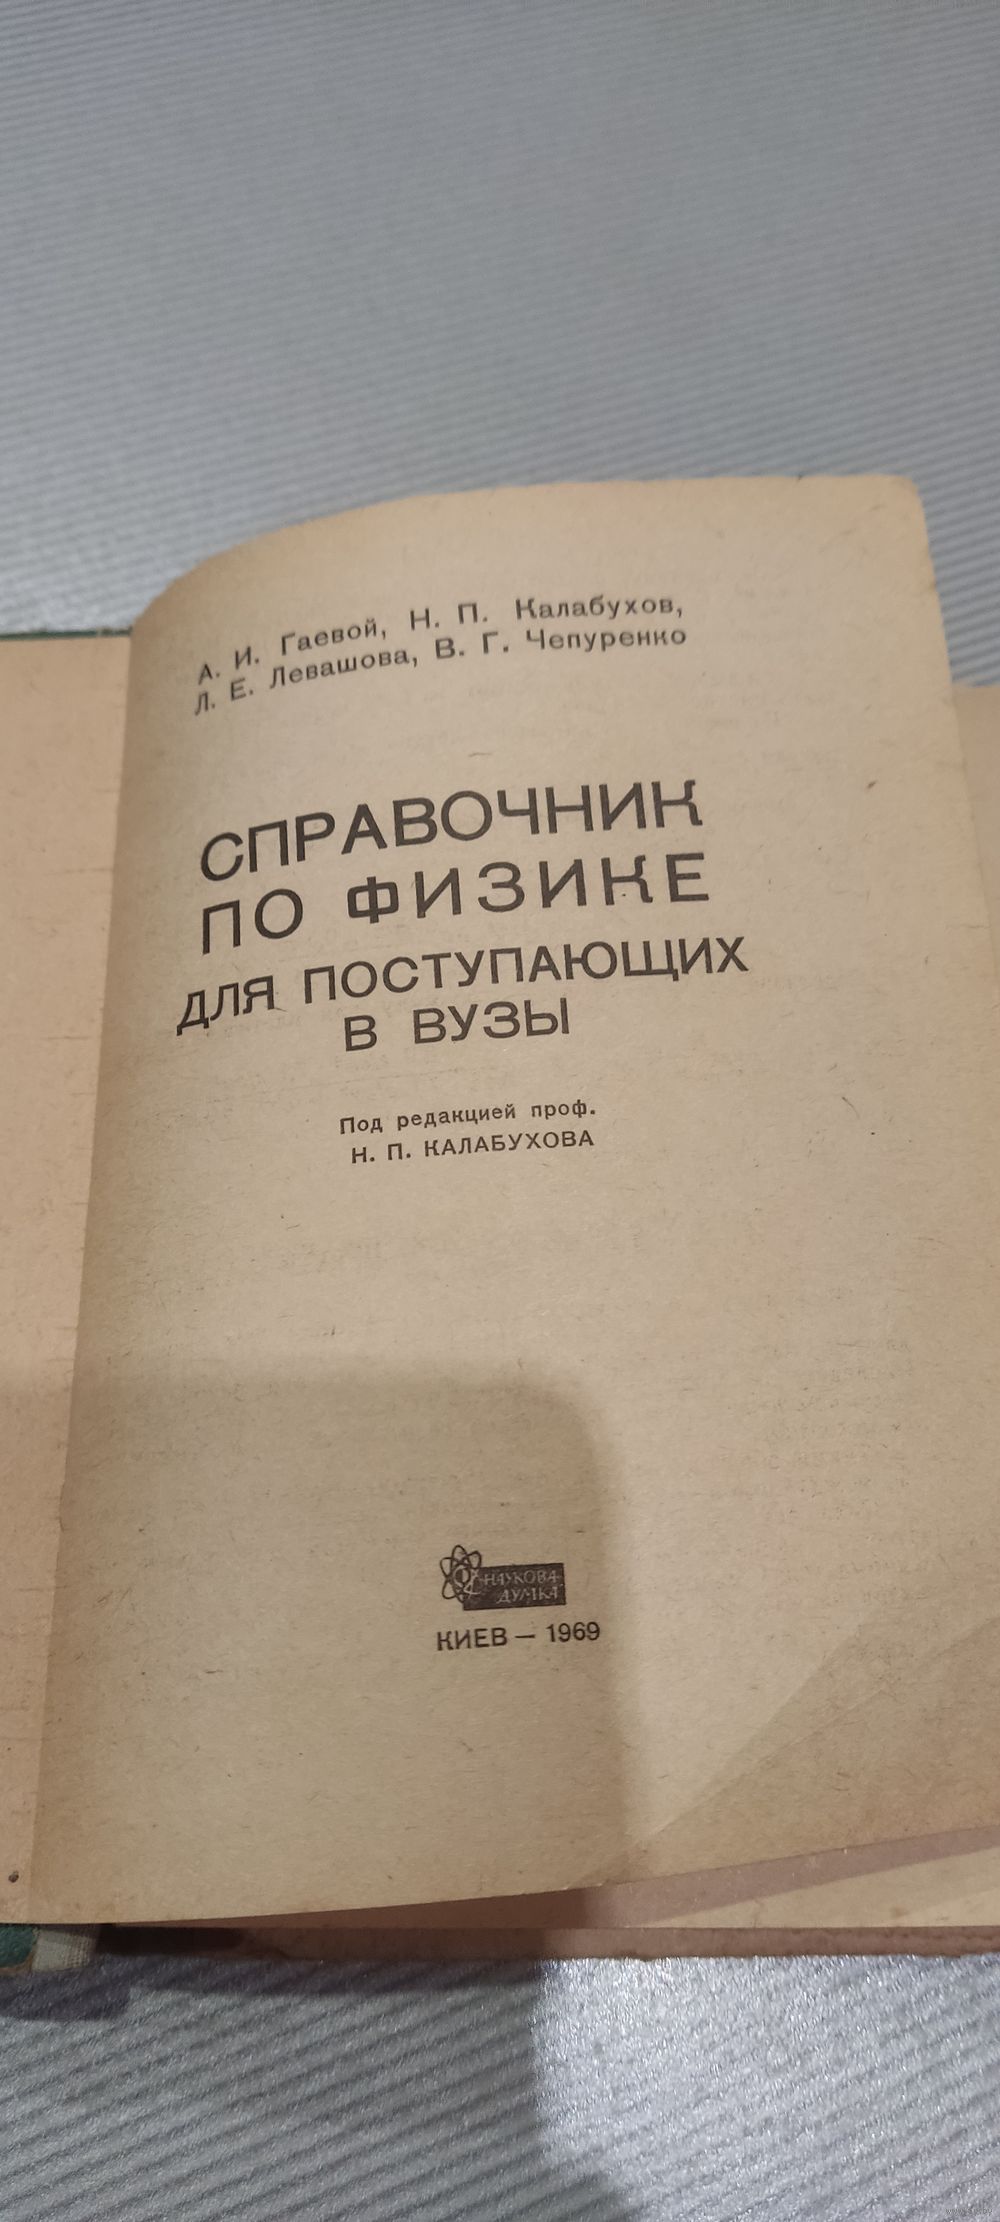 А. И. Гаевой, Н. П. Калабухов,
Л. Е. Левашова, В. Г. Чепуренко
СПРАВОЧНИК
ПО ФИЗИКЕ
ДЛЯ ПОСТУПАЮЩИХ
В ВУЗЫ
Под редакцией проф.
Н. П. КАЛАБУХОВА
НАУКОВА
ДУМКА
КИЕВ — 1969